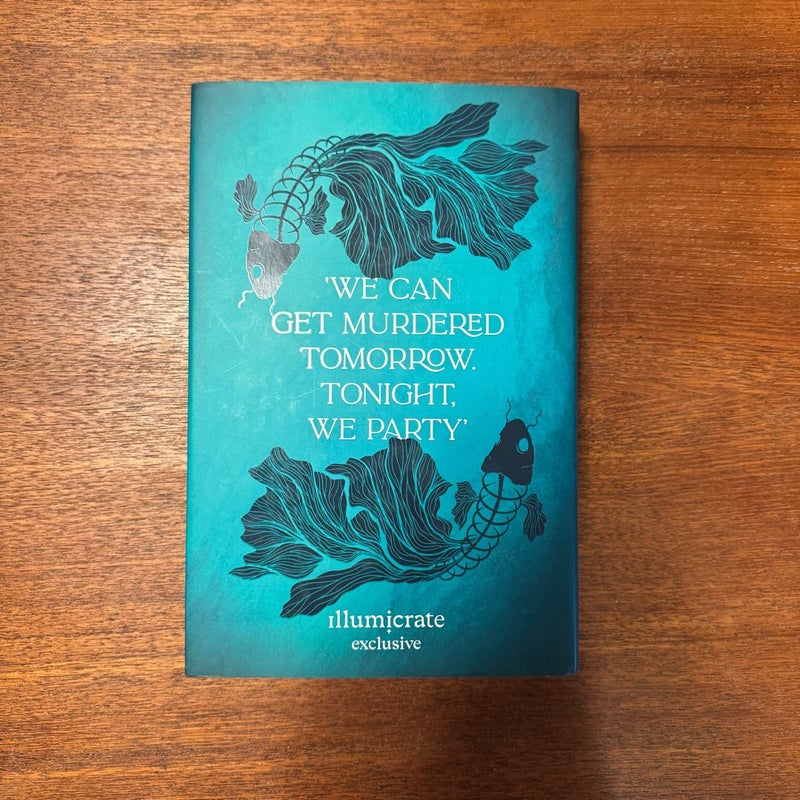 ‘WE CAN
GET MURDERED
TOMORROW.
TONIGHT,
WE PARTY’
illumicrate
exclusive